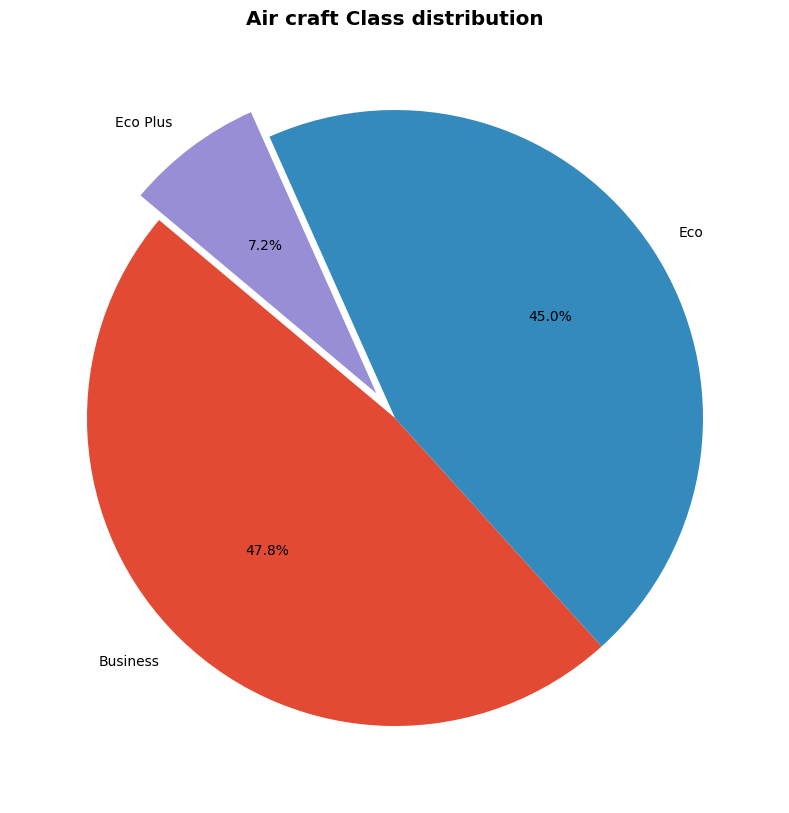 Air craft Class distribution
Eco Plus
Eco
7.2%
45.0%
47.8%
Business